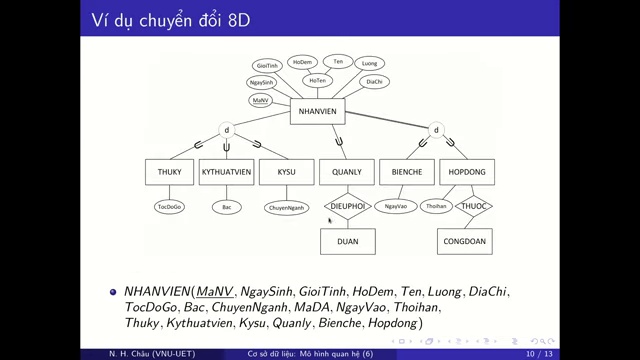 Ví dụ chuyển đổi 8D
HoDem
Ten
Luong
GioiTinh
NgaySinh
HoTen
DiaChi
MaNV
NHANVIEN
d
d
THUKY
KYTHUATVIEN
KYSU
QUANLY
BIENCHE
HOPDONG
TocDoGo
Bac
ChuyenNganh
DIEUPHOI
NgayVao
Thoihan
THUOC
DUAN
CONGDOAN
NHANVIEN(MaNV, NgaySinh, GioiTinh, HoDem, Ten, Luong, DiaChi,
TocDoGo, Bac, ChuyenNganh, MaDA, NgayVao, Thoihan,
Thuky, Kythuatvien, Kysu, Quanly, Bienche, Hopdong)
N. H. Châu (VNU-UET)
Cơ sở dữ liệu: Mô hình quan hệ (6)
10 / 13